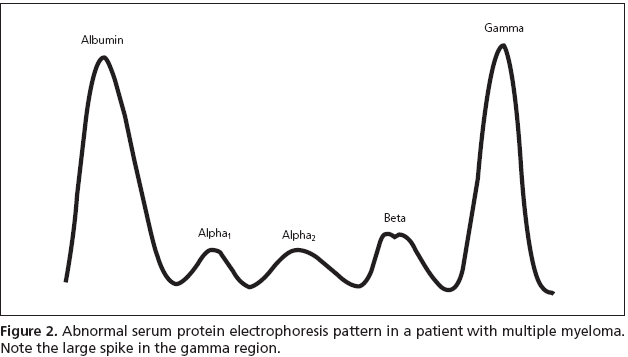 Albumin
Gamma
Alpha₁
Alpha₂
Beta
Figure 2. Abnormal serum protein electrophoresis pattern in a patient with multiple myeloma.
Note the large spike in the gamma region.